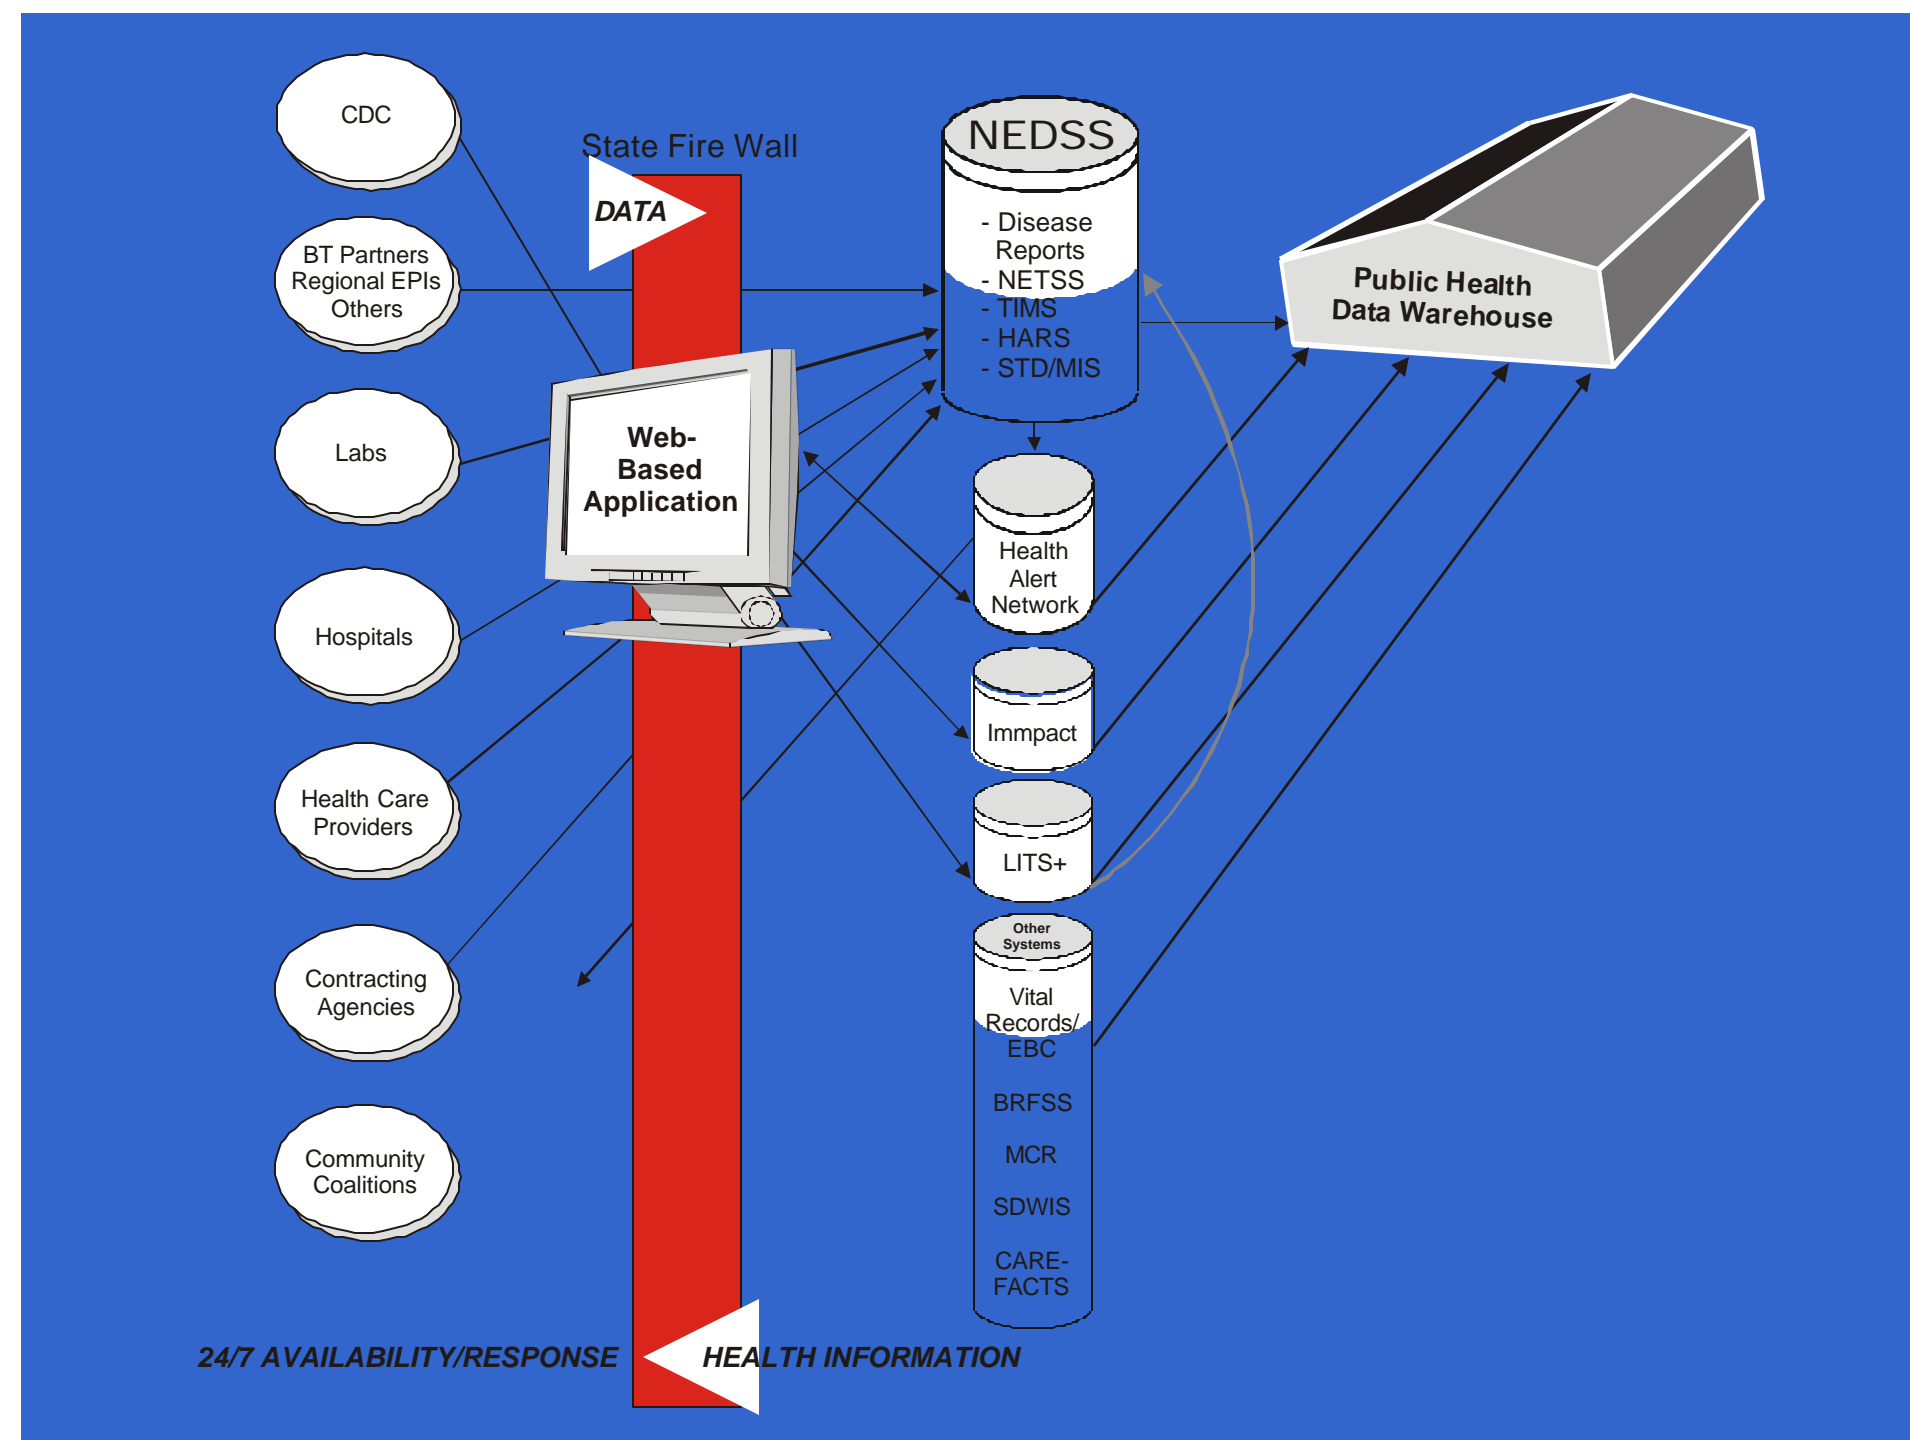 CDC
BT Partners
Regional EPIs
Others
Labs
Hospitals
Health Care
Providers
Contracting
Agencies
Community
Coalitions
State Fire Wall
DATA
Web-
Based
Application
NEDSS
- Disease
Reports
- NETSS
- TIMS
- HARS
- STD/MIS
Health
Alert
Network
Immpact
LITS+
Other
Systems
Vital
Records/
EBC
BRFSS
MCR
SDWIS
CARE-
FACTS
Public Health
Data Warehouse
24/7 AVAILABILITY/RESPONSE
HEALTH INFORMATION